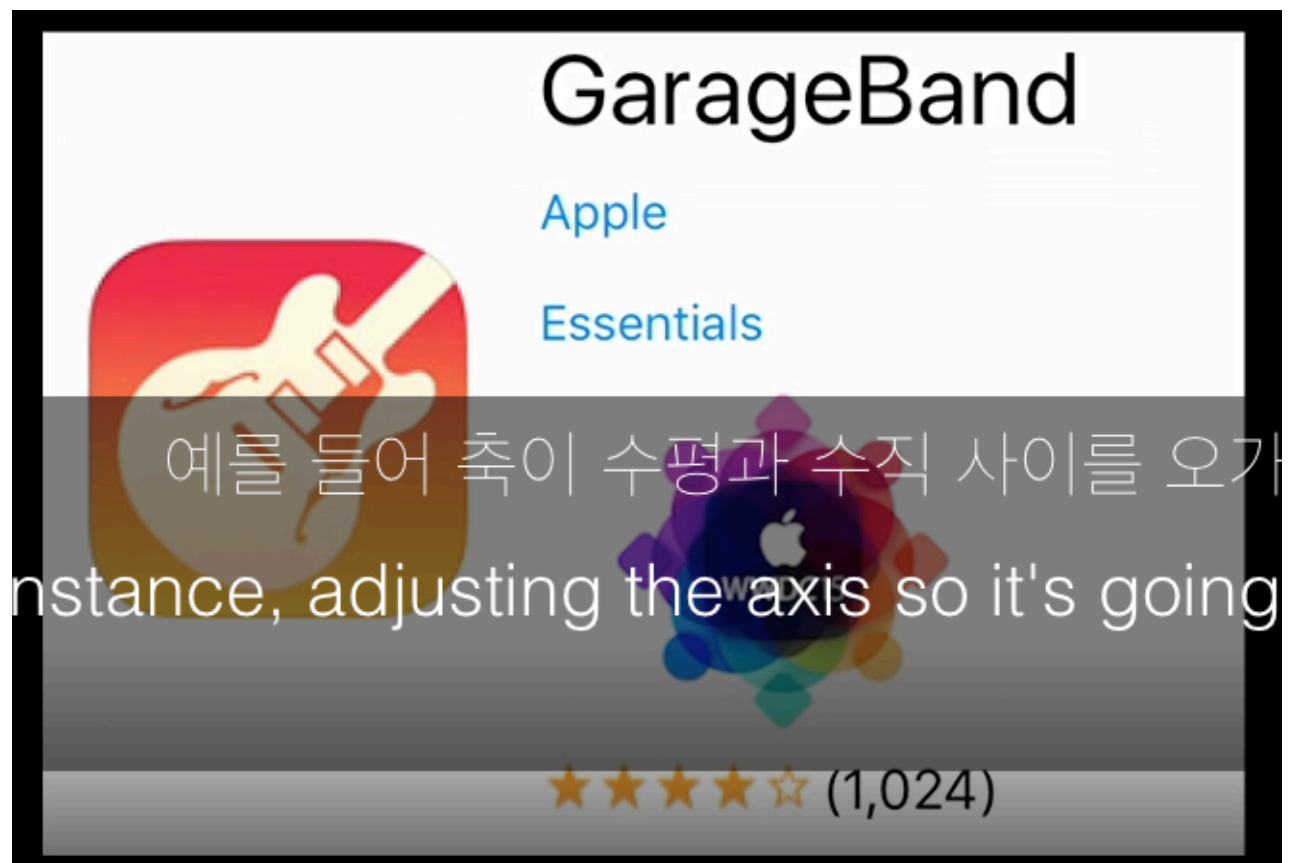 GarageBand
Apple
Essentials
예를 들어 축이 수평과 수직 사이를 오가
WWDC15
nstance, adjusting the axis so it's going
(1,024)